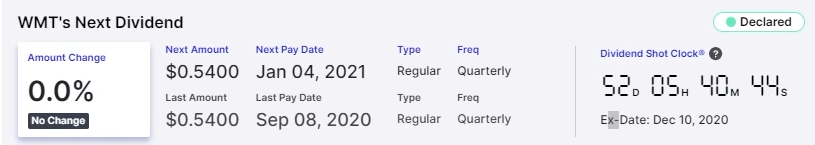 WMT's Next Dividend
Declared
Amount Change
0.0%
No Change
Next Amount Next Pay Date Type Freq
$0.5400 Jan 04, 2021 Regular Quarterly
Last Amount Last Pay Date Type Freq
$0.5400 Sep 08, 2020 Regular Quarterly
Dividend Shot Clock® ?
52D 05H 40M 44S
Ex-Date: Dec 10, 2020